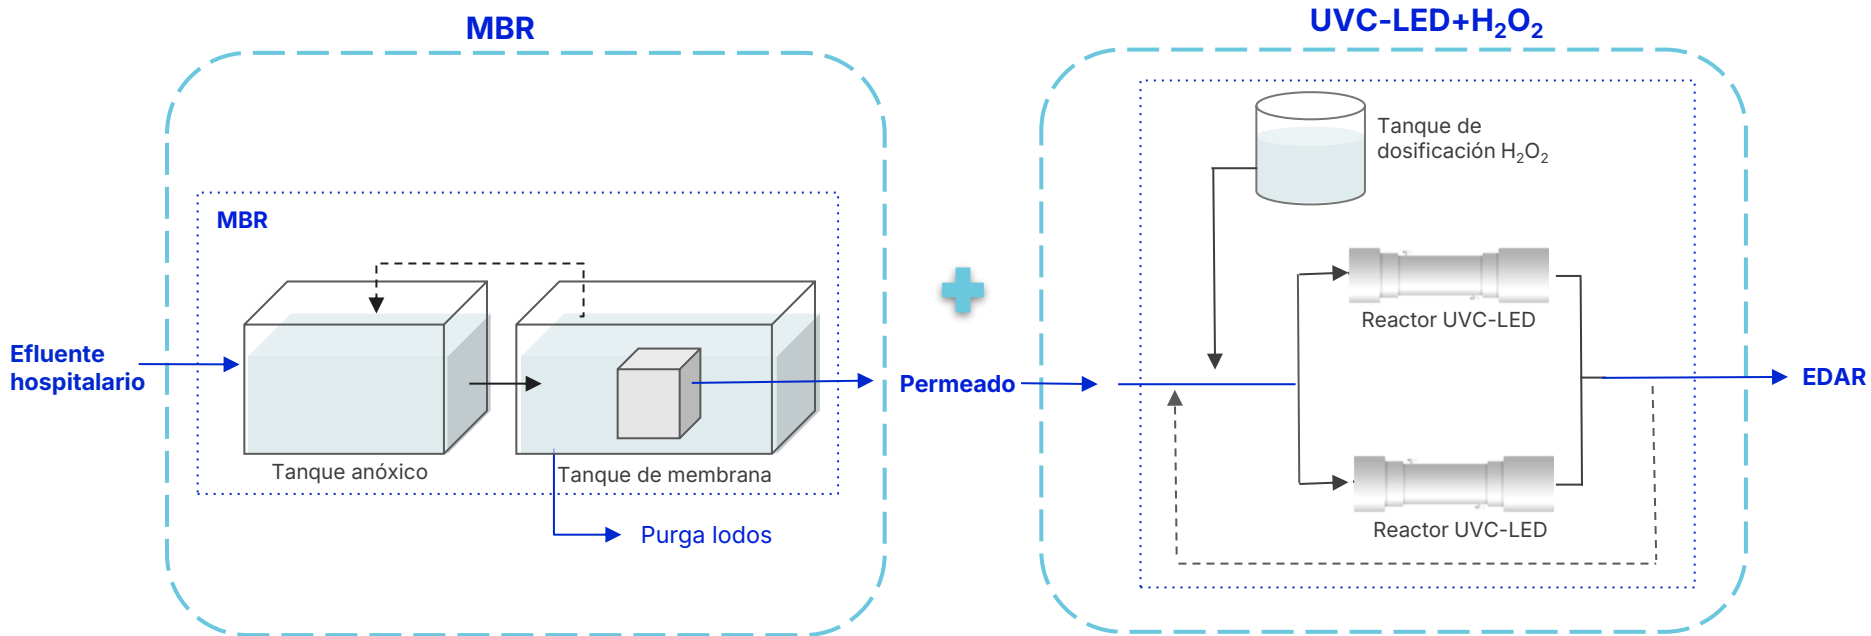 MBR
UVC-LED+H₂O₂
MBR
Efluente
hospitalario
Tanque anóxico
Tanque de membrana
Purga lodos
Permeado
Tanque de
dosificación H₂O₂
Reactor UVC-LED
Reactor UVC-LED
EDAR